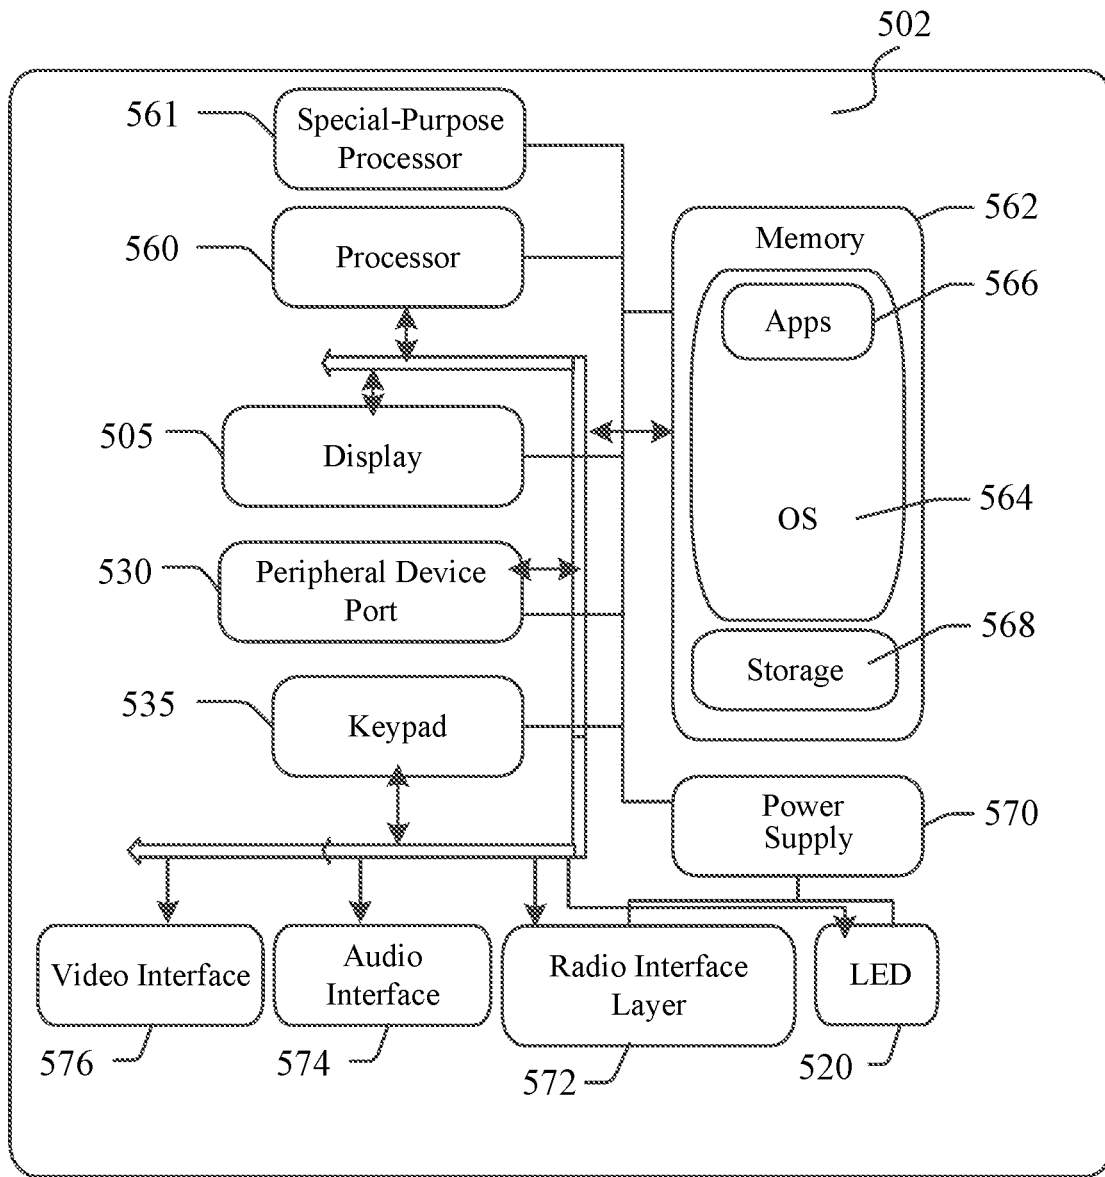 502
561
Special-Purpose
Processor
562
Memory
560
Processor
566
Apps
505
Display
564
OS
530
Peripheral Device
Port
568
Storage
535
Keypad
Power
Supply
570
Video Interface
Audio
Interface
Radio Interface
Layer
LED
576
574
572
520